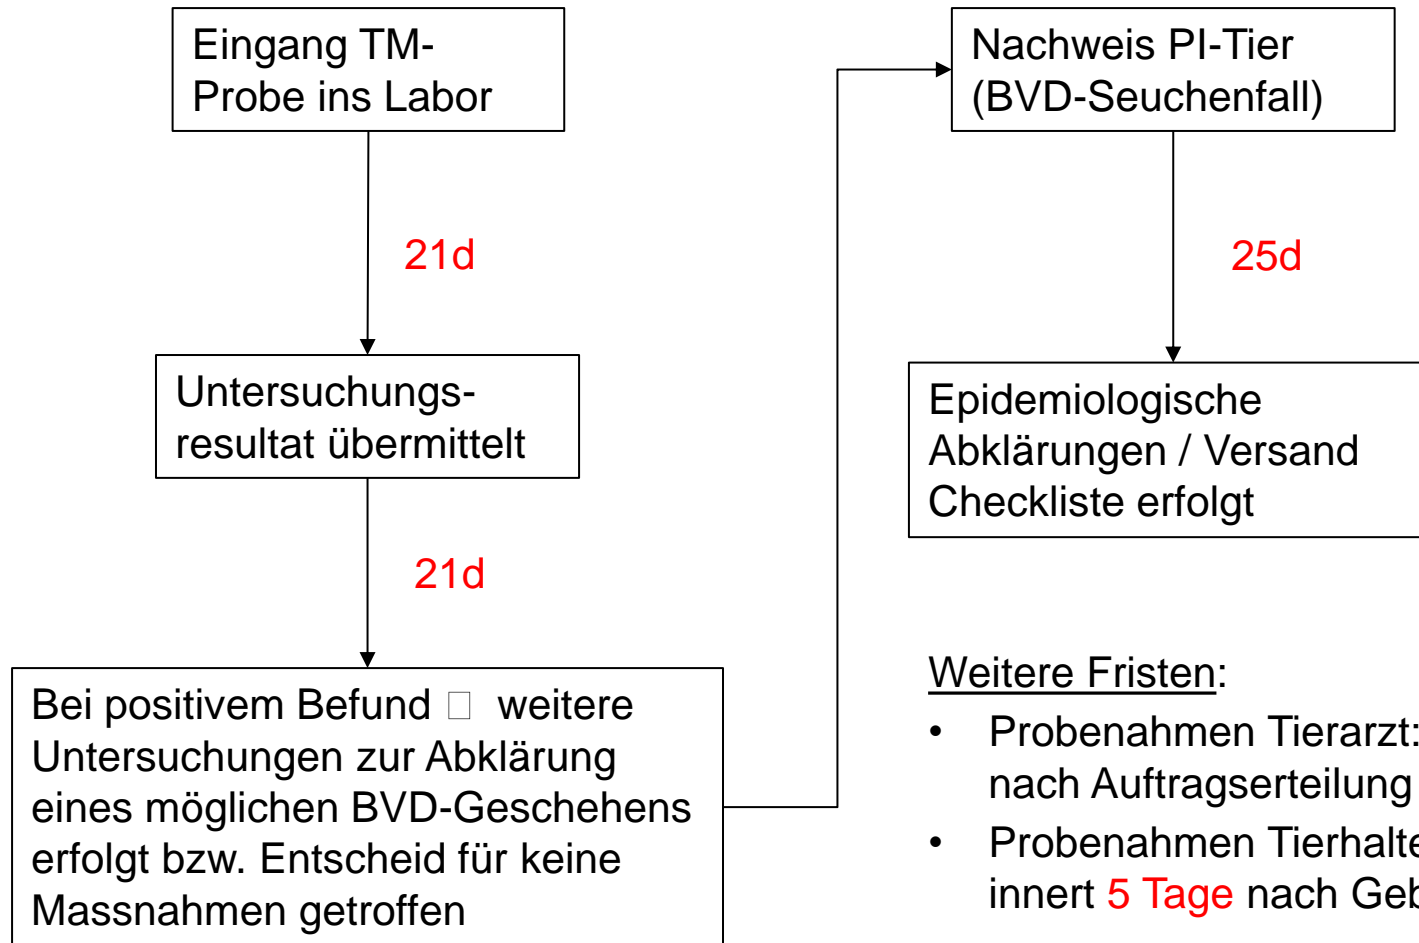 Eingang TM-
Probe ins Labor
21d
Untersuchungs-
resultat übermittelt
21d
Bei positivem Befund □ weitere
Untersuchungen zur Abklärung
eines möglichen BVD-Geschehens
erfolgt bzw. Entscheid für keine
Massnahmen getroffen
Nachweis PI-Tier
(BVD-Seuchenfall)
25d
Epidemiologische
Abklärungen / Versand
Checkliste erfolgt
Weitere Fristen:
• Probenahmen Tierarzt:
nach Auftragserteilung
• Probenahmen
innert 5 Tage nach